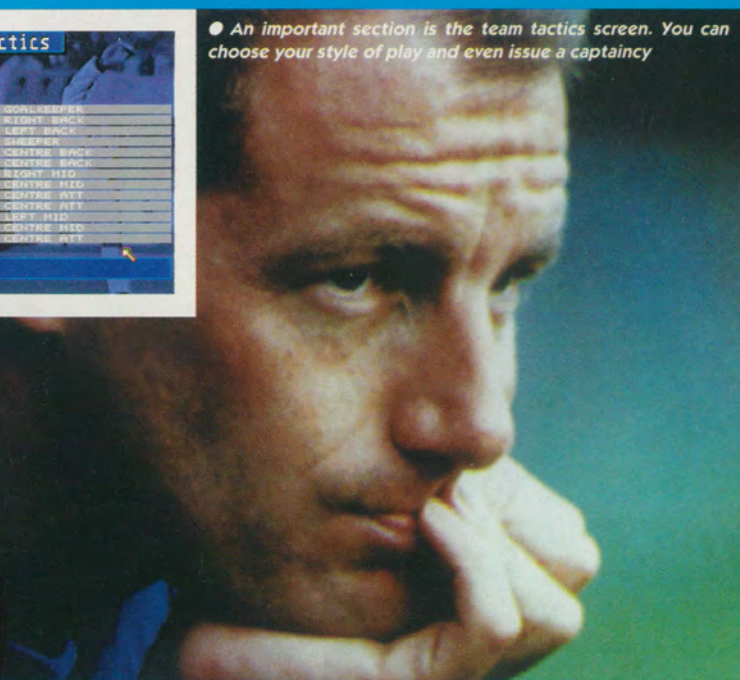 ctics
GOALKEEPER
RIGHT BACK
LEFT BACK
SWEEPER
CENTRE BACK
CENTRE BACK
RIGHT MID
CENTRE MID
CENTRE ATT
CENTRE ATT
LEFT MID
CENTRE MID
CENTRE ATT
● An important section is the team tactics screen. You can
choose your style of play and even issue a captaincy